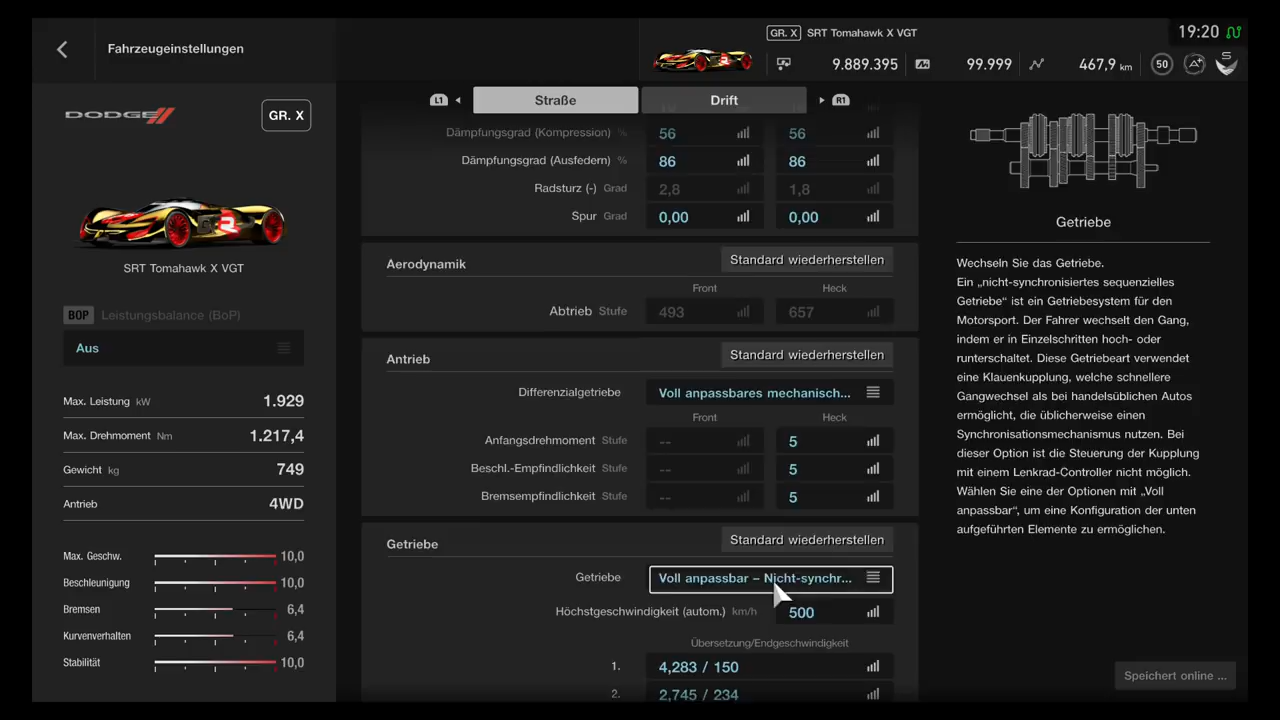 Fahrzeugeinstellungen
GR. X SRT Tomahawk X VGT
19:20
9.889.395
99.999
467,9 km
50
DODGE
GR. X
SRT Tomahawk X VGT
BOP Leistungsbalance (BoP)
Aus
Max. Leistung kW 1.929
Max. Drehmoment Nm 1.217,4
Gewicht kg 749
Antrieb 4WD
Max. Geschw. 10,0
Beschleunigung 10,0
Bremsen 6,4
Kurvenverhalten 6,4
Stabilität 10,0
L1 Straße Drift R1
Dämpfungsgrad (Kompression) % 56 56
Dämpfungsgrad (Ausfedern) % 86 86
Radsturz (-) Grad 2,8 1,8
Spur Grad 0,00 0,00
Aerodynamik Standard wiederherstellen
Front Heck
Abtrieb Stufe 493 657
Antrieb Standard wiederherstellen
Differenzialgetriebe Voll anpassbares mechanisch...
Front Heck
Anfangsdrehmoment Stufe -- 5
Beschl.-Empfindlichkeit Stufe -- 5
Bremsempfindlichkeit Stufe -- 5
Getriebe Standard wiederherstellen
Getriebe Voll anpassbar – Nicht-synchr...
Höchstgeschwindigkeit (autom.) km/h 500
Übersetzung/Endgeschwindigkeit
1. 4,283 / 150
2. 2,745 / 234
Getriebe
Wechseln Sie das Getriebe.
Ein „nicht-synchronisiertes sequenzielles
Getriebe“ ist ein Getriebesystem für den
Motorsport. Der Fahrer wechselt den Gang,
indem er in Einzelschritten hoch- oder
runterschaltet. Diese Getriebeart verwendet
eine Klauenkupplung, welche schnellere
Gangwechsel als bei handelsüblichen Autos
ermöglicht, die üblicherweise einen
Synchronisationsmechanismus nutzen. Bei
dieser Option ist die Steuerung der Kupplung
mit einem Lenkrad-Controller nicht möglich.
Wählen Sie eine der Optionen mit „Voll
anpassbar“, um eine Konfiguration der unten
aufgeführten Elemente zu ermöglichen.
Speichert online ...